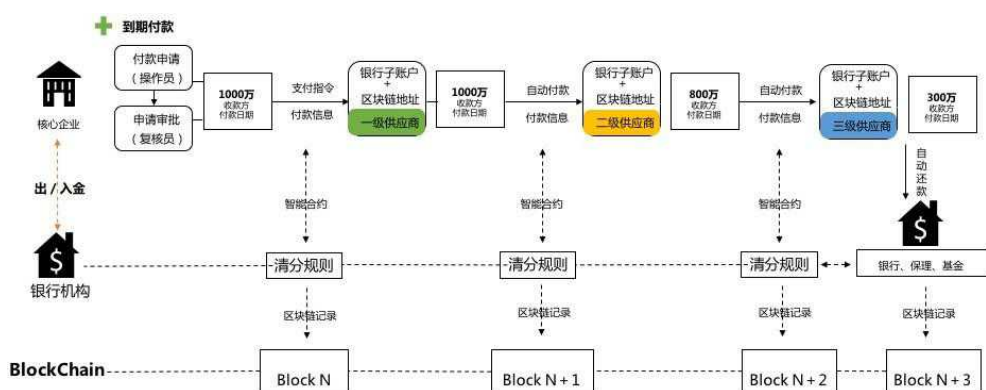 到期付款
付款申请
（操作员）
申请审批
（复核员）
核心企业
出 / 入金
银行机构
1000万
收款方
付款日期
支付指令
付款信息
银行子账户
+
区块链地址
一级供应商
1000万
收款方
付款日期
自动付款
付款信息
银行子账户
+
区块链地址
二级供应商
800万
收款方
付款日期
自动付款
付款信息
银行子账户
+
区块链地址
三级供应商
300万
收款方
付款日期
自动还款
智能合约
智能合约
智能合约
清分规则
清分规则
清分规则
银行、保理、基金
区块链记录
区块链记录
区块链记录
区块链记录
BlockChain
Block N
Block N + 1
Block N + 2
Block N + 3